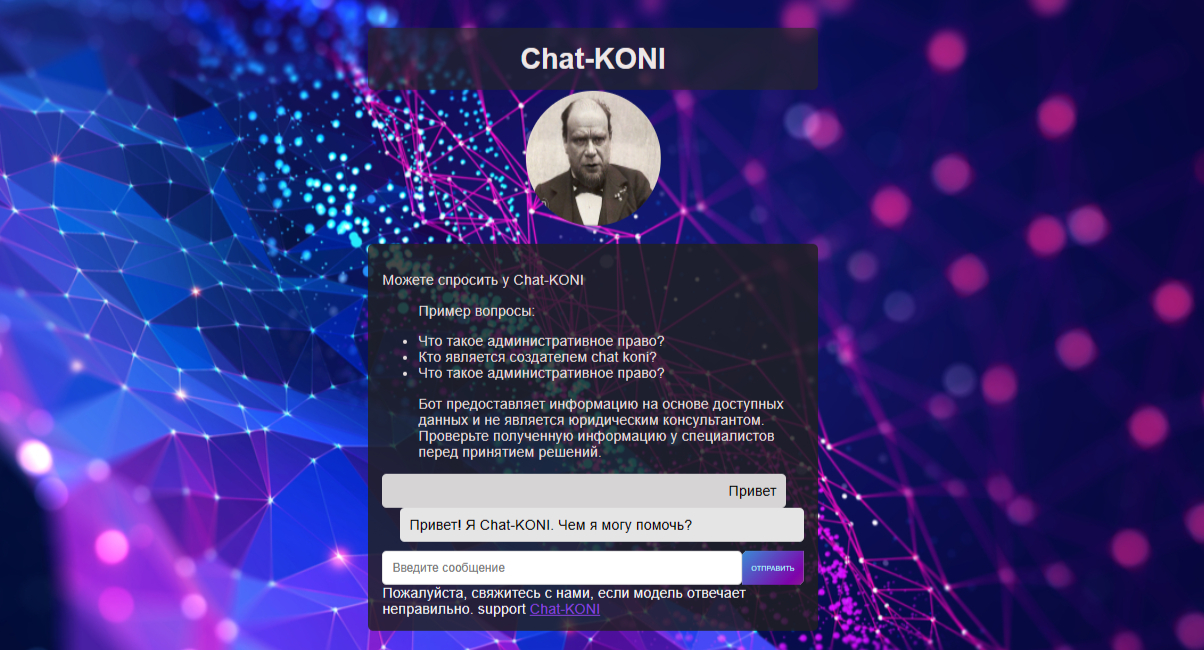 Chat-KONI
Можете спросить у Chat-KONI
Пример вопросы:
Что такое административное право?
Кто является создателем chat koni?
Что такое административное право?
Бот предоставляет информацию на основе доступных
данных и не является юридическим консультантом.
Проверьте полученную информацию у специалистов
перед принятием решений.
Привет
Привет! Я Chat-KONI. Чем я могу помочь?
Введите сообщение
ОТПРАВИТЬ
Пожалуйста, свяжитесь с нами, если модель отвечает
неправильно. support Chat-KONI